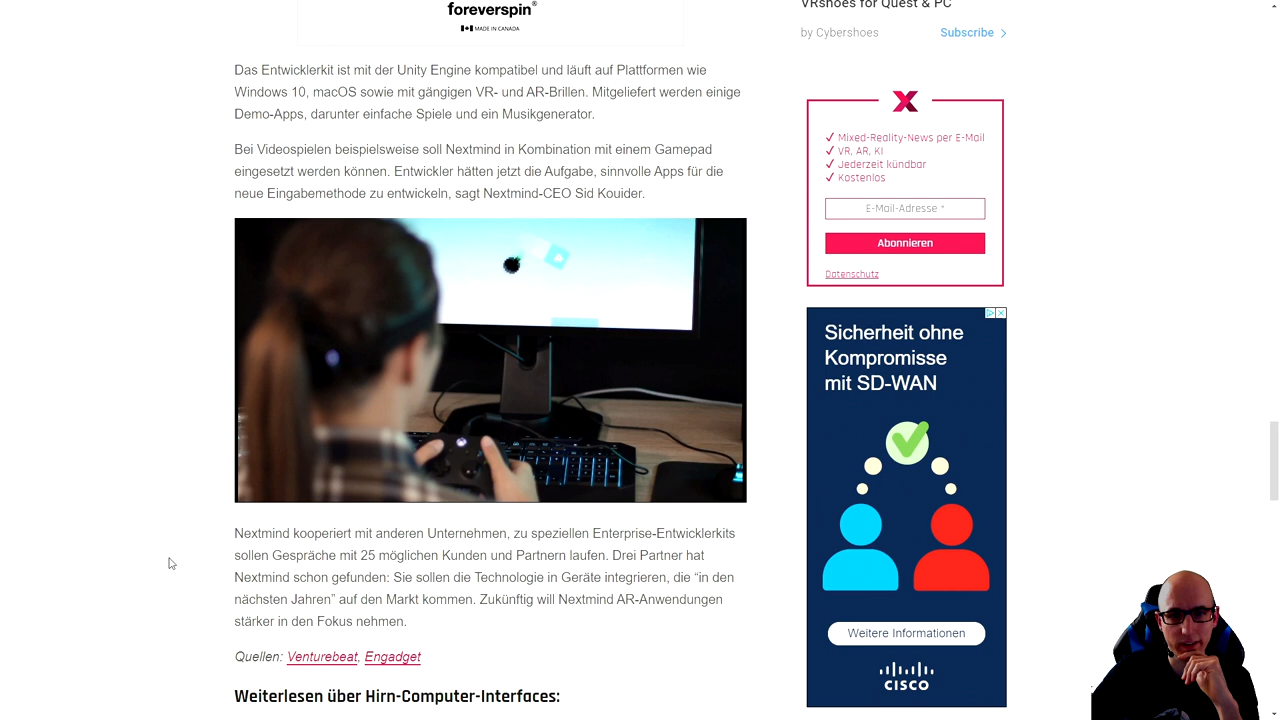 foreverspin®
MADE IN CANADA
Das Entwicklerkit ist mit der Unity Engine kompatibel und läuft auf Plattformen wie
Windows 10, macOS sowie mit gängigen VR- und AR-Brillen. Mitgeliefert werden einige
Demo-Apps, darunter einfache Spiele und ein Musikgenerator.
Bei Videospielen beispielsweise soll Nextmind in Kombination mit einem Gamepad
eingesetzt werden können. Entwickler hätten jetzt die Aufgabe, sinnvolle Apps für die
neue Eingabemethode zu entwickeln, sagt Nextmind-CEO Sid Kouider.
Nextmind kooperiert mit anderen Unternehmen, zu speziellen Enterprise-Entwicklerkits
sollen Gespräche mit 25 möglichen Kunden und Partnern laufen. Drei Partner hat
Nextmind schon gefunden: Sie sollen die Technologie in Geräte integrieren, die “in den
nächsten Jahren” auf den Markt kommen. Zukünftig will Nextmind AR-Anwendungen
stärker in den Fokus nehmen.
Quellen: Venturebeat, Engadget
Weiterlesen über Hirn-Computer-Interfaces:
VRshoes for Quest & PC
by Cybershoes
Subscribe
Mixed-Reality-News per E-Mail
VR, AR, KI
Jederzeit kündbar
Kostenlos
E-Mail-Adresse *
Abonnieren
Datenschutz
Sicherheit ohne
Kompromisse
mit SD-WAN
Weitere Informationen
CISCO